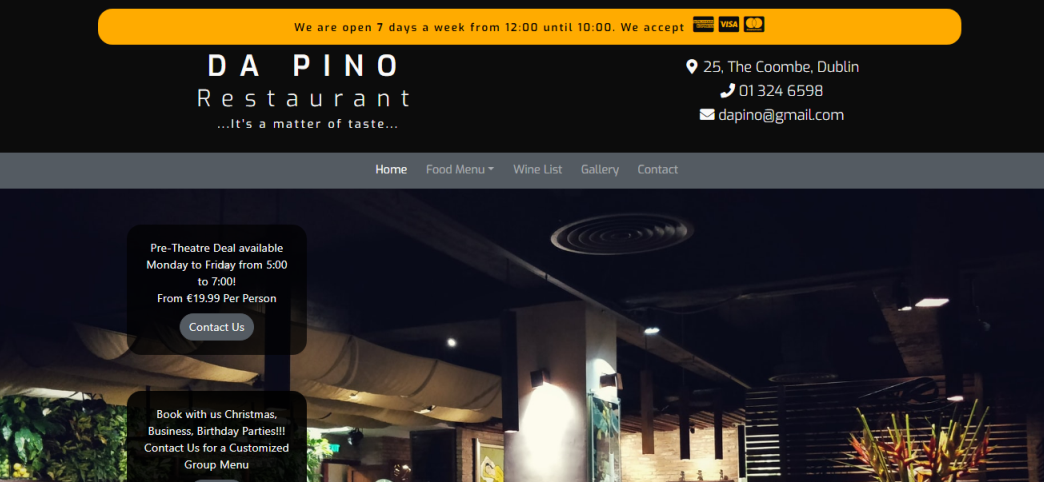 We are open 7 days a week from 12:00 until 10:00. We accept
VISA
DA PINO
Restaurant
...It's a matter of taste...
25, The Coombe, Dublin
01 324 6598
dapino@gmail.com
Home Food Menu Wine List Gallery Contact
Pre-Theatre Deal available
Monday to Friday from 5:00
to 7:00!
From €19.99 Per Person
Contact Us
Book with us Christmas,
Business, Birthday Parties!!!
Contact Us for a Customized
Group Menu